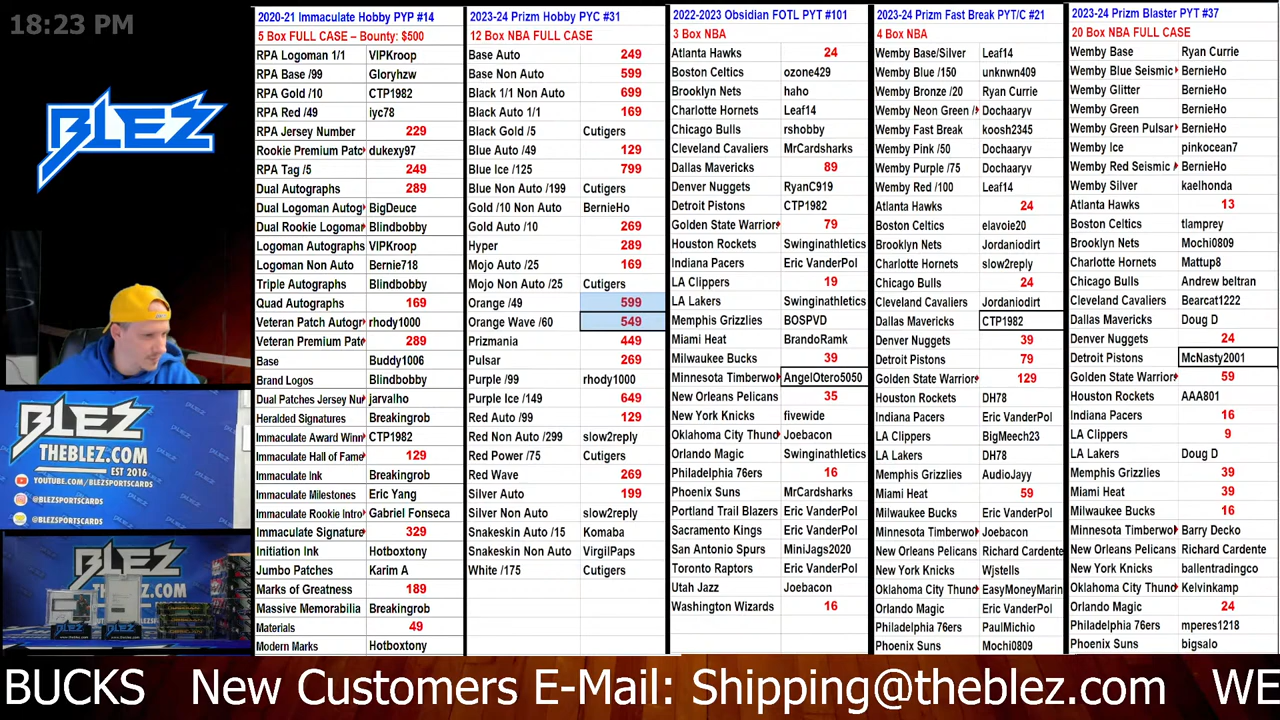 18:23 PM
BLEZ
BLEZ
THEBLEZ.COM
EST 2016
YOUTUBE.COM/BLEZSPORTSCARDS
@BLEZSPORTSCARDS
@BLEZSPORTSCARDS
BLEZ
2020-21 Immaculate Hobby PYP #14
5 Box FULL CASE – Bounty: $500
RPA Logoman 1/1 VIPKroop
RPA Base /99 Gloryhzw
RPA Gold /10 CTP1982
RPA Red /49 iyc78
RPA Jersey Number 229
Rookie Premium Patc dukexy97
RPA Tag /5 249
Dual Autographs 289
Dual Logoman Autog BigDeuce
Dual Rookie Logoma Blindbobby
Logoman Autographs VIPKroop
Logoman Non Auto Bernie718
Triple Autographs Blindbobby
Quad Autographs 169
Veteran Patch Autogr rhody1000
Veteran Premium Pat 289
Base Buddy1006
Brand Logos Blindbobby
Dual Patches Jersey Nu jarvalho
Heralded Signatures Breakingrob
Immaculate Award Winn CTP1982
Immaculate Hall of Fame 129
Immaculate Ink Breakingrob
Immaculate Milestones Eric Yang
Immaculate Rookie Intro Gabriel Fonseca
Immaculate Signature 329
Initiation Ink Hotboxtony
Jumbo Patches Karim A
Marks of Greatness 189
Massive Memorabilia Breakingrob
Materials 49
Modern Marks Hotboxtony
2023-24 Prizm Hobby PYC #31
12 Box NBA FULL CASE
Base Auto 249
Base Non Auto 599
Black 1/1 Non Auto 699
Black Auto 1/1 169
Black Gold /5 Cutigers
Blue Auto /49 129
Blue Ice /125 799
Blue Non Auto /199 Cutigers
Gold /10 Non Auto BernieHo
Gold Auto /10 269
Hyper 289
Mojo Auto /25 169
Mojo Non Auto /25 Cutigers
Orange /49 599
Orange Wave /60 549
Prizmania 449
Pulsar 269
Purple /99 rhody1000
Purple Ice /149 649
Red Auto /99 129
Red Non Auto /299 slow2reply
Red Power /75 Cutigers
Red Wave 269
Silver Auto 199
Silver Non Auto slow2reply
Snakeskin Auto /15 Komaba
Snakeskin Non Auto VirgilPaps
White /175 Cutigers
2022-2023 Obsidian FOTL PYT #101
3 Box NBA
Atlanta Hawks 24
Boston Celtics ozone429
Brooklyn Nets haho
Charlotte Hornets Leaf14
Chicago Bulls rshobby
Cleveland Cavaliers MrCardsharks
Dallas Mavericks 89
Denver Nuggets RyanC919
Detroit Pistons CTP1982
Golden State Warrior 79
Houston Rockets Swinginathletics
Indiana Pacers Eric VanderPol
LA Clippers 19
LA Lakers Swinginathletics
Memphis Grizzlies BOSPVD
Miami Heat BrandoRamk
Milwaukee Bucks 39
Minnesota Timberwo AngelOtero5050
New Orleans Pelicans 35
New York Knicks fivewide
Oklahoma City Thund Joebacon
Orlando Magic Swinginathletics
Philadelphia 76ers 16
Phoenix Suns MrCardsharks
Portland Trail Blazers Eric VanderPol
Sacramento Kings Eric VanderPol
San Antonio Spurs MiniJags2020
Toronto Raptors Eric VanderPol
Utah Jazz Joebacon
Washington Wizards 16
2023-24 Prizm Fast Break PYT/C #21
4 Box NBA
Wemby Base/Silver Leaf14
Wemby Blue /150 unknwn409
Wemby Bronze /20 Ryan Currie
Wemby Neon Green / Dochaaryv
Wemby Fast Break koosh2345
Wemby Pink /50 Dochaaryv
Wemby Purple /75 Dochaaryv
Wemby Red /100 Leaf14
Atlanta Hawks 24
Boston Celtics elavoie20
Brooklyn Nets Jordaniodirt
Charlotte Hornets slow2reply
Chicago Bulls 24
Cleveland Cavaliers Jordaniodirt
Dallas Mavericks CTP1982
Denver Nuggets 39
Detroit Pistons 79
Golden State Warrior 129
Houston Rockets DH78
Indiana Pacers Eric VanderPol
LA Clippers BigMeech23
LA Lakers DH78
Memphis Grizzlies AudioJayy
Miami Heat 59
Milwaukee Bucks Eric VanderPol
Minnesota Timberwo Joebacon
New Orleans Pelicans Richard Cardente
New York Knicks Wjstells
Oklahoma City Thun EasyMoneyMarin
Orlando Magic Eric VanderPol
Philadelphia 76ers PaulMichio
Phoenix Suns Mochi0809
2023-24 Prizm Blaster PYT #37
20 Box NBA FULL CASE
Wemby Base Ryan Currie
Wemby Blue Seismic BernieHo
Wemby Glitter BernieHo
Wemby Green BernieHo
Wemby Green Pulsar BernieHo
Wemby Ice pinkocean7
Wemby Red Seismic BernieHo
Wemby Silver kaelhonda
Atlanta Hawks 13
Boston Celtics tlamprey
Brooklyn Nets Mochi0809
Charlotte Hornets Mattup8
Chicago Bulls Andrew beltran
Cleveland Cavaliers Bearcat1222
Dallas Mavericks Doug D
Denver Nuggets 24
Detroit Pistons McNasty2001
Golden State Warrior 59
Houston Rockets AAA801
Indiana Pacers 16
LA Clippers 9
LA Lakers Doug D
Memphis Grizzlies 39
Miami Heat 39
Milwaukee Bucks 16
Minnesota Timberwo Barry Decko
New Orleans Pelicans Richard Cardente
New York Knicks ballentradingco
Oklahoma City Thun Kelvinkamp
Orlando Magic 24
Philadelphia 76ers mperes1218
Phoenix Suns bigsalo
BUCKS New Customers E-Mail: Shipping@theblez.com WE